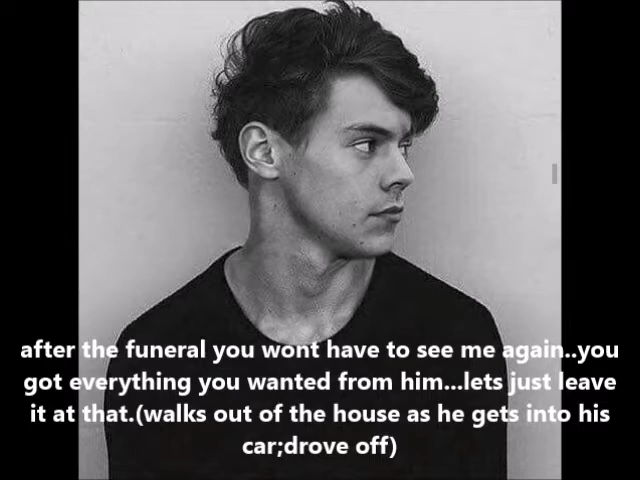 after the funeral you wont have to see me again..you
got everything you wanted from him...lets just leave
it at that.(walks out of the house as he gets into his
car;drove off)